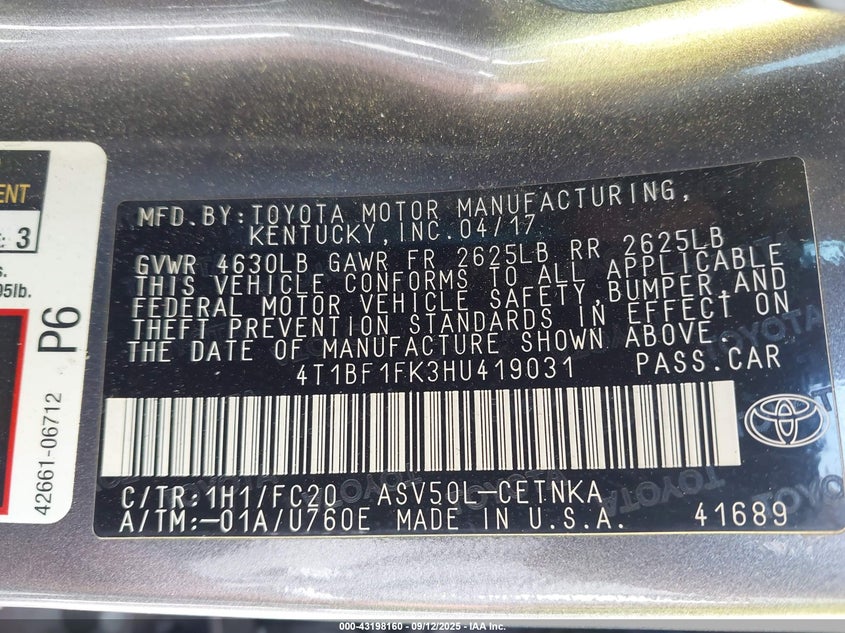 MFD. BY: TOYOTA MOTOR MANUFACTURING,
KENTUCKY, INC. 04/17
GVWR 4630LB GAWR FR 2625LB RR 2625LB
THIS VEHICLE CONFORMS TO ALL APPLICABLE
FEDERAL MOTOR VEHICLE SAFETY, BUMPER, AND
THEFT PREVENTION STANDARDS IN EFFECT ON
THE DATE OF MANUFACTURE SHOWN ABOVE.
4T1BF1FK3HU419031 PASS. CAR
C/TR: 1H1/FC20 ASV50L-CETNKA
A/TM: -01A/U760E MADE IN U.S.A. 41689
3
P6
42661-06712
000-43198160 - 09/12/2025 - IAA Inc.